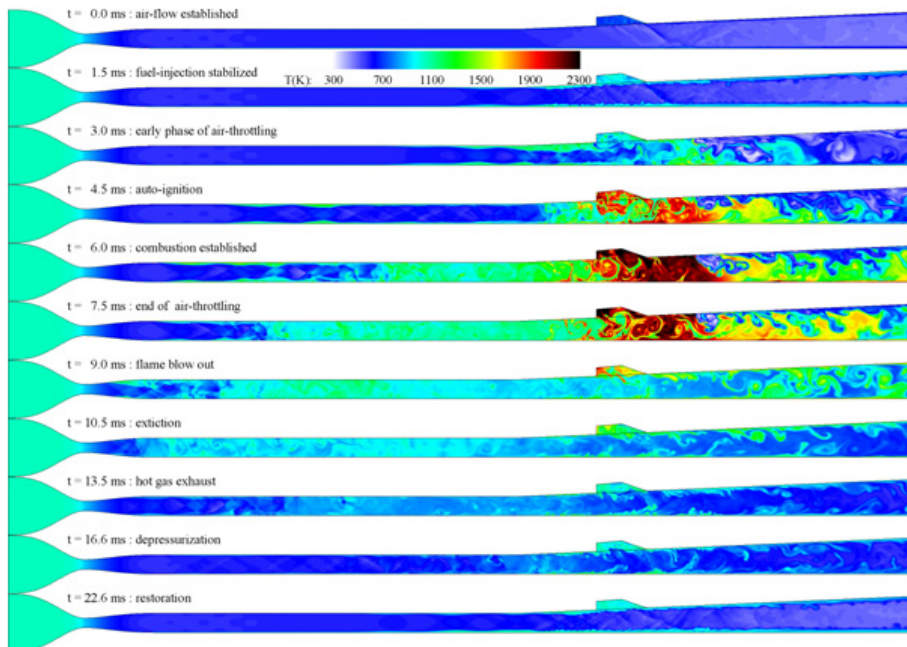 t = 0.0 ms : air-flow established
T(K): 300 700 1100 1500 1900 2300
t = 1.5 ms : fuel-injection stabilized
t = 3.0 ms : early phase of air-throttling
t = 4.5 ms : auto-ignition
t = 6.0 ms : combustion established
t = 7.5 ms : end of air-throttling
t = 9.0 ms : flame blow out
t = 10.5 ms : extiction
t = 13.5 ms : hot gas exhaust
t = 16.6 ms : depressurization
t = 22.6 ms : restoration